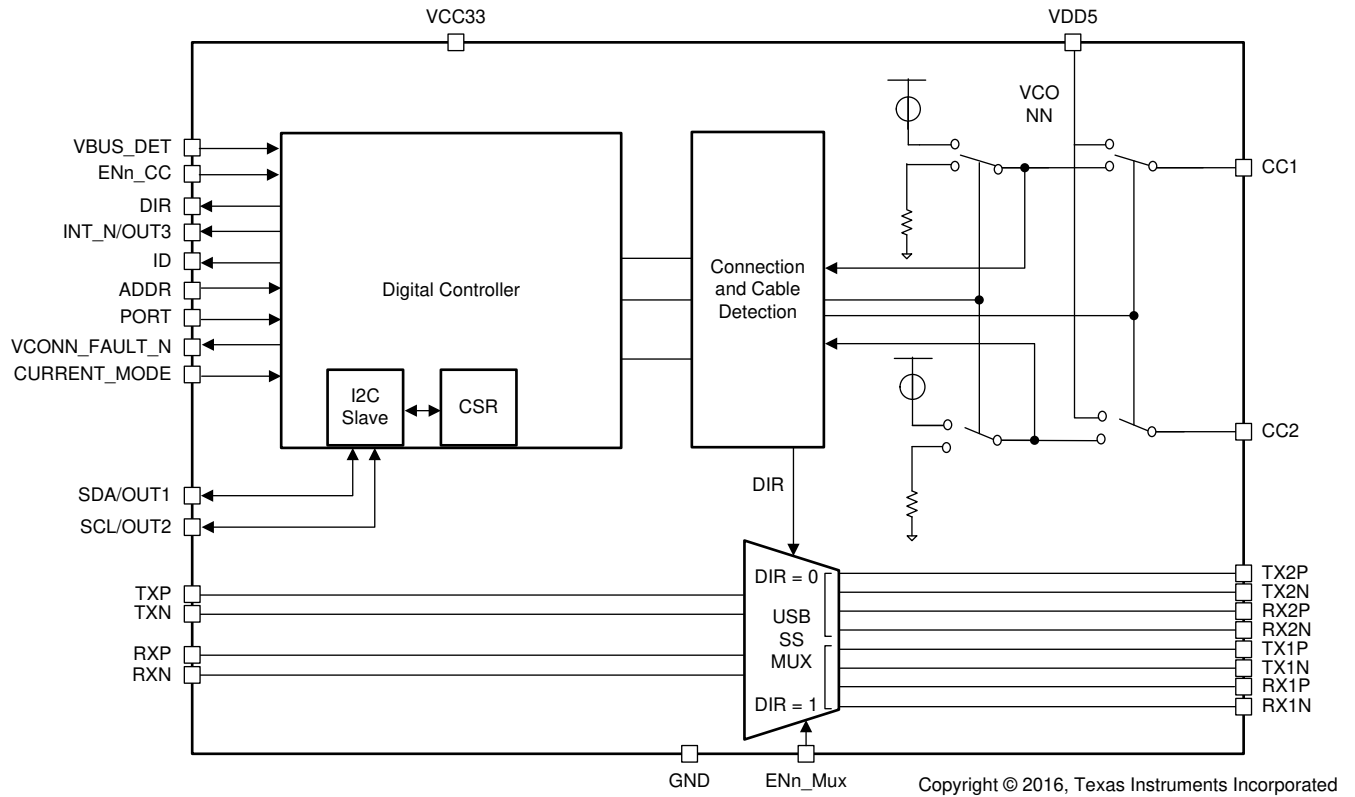 VCC33
VDD5
VCO
NN
VBUS_DET
ENn_CC
DIR
INT_N/OUT3
ID
ADDR
PORT
VCONN_FAULT_N
CURRENT_MODE
Digital Controller
I2C
Slave
CSR
Connection
and Cable
Detection
CC1
CC2
SDA/OUT1
SCL/OUT2
DIR
TXP
TXN
RXP
RXN
DIR = 0
USB
SS
MUX
DIR = 1
TX2P
TX2N
RX2P
RX2N
TX1P
TX1N
RX1P
RX1N
GND
ENn_Mux
Copyright © 2016, Texas Instruments Incorporated